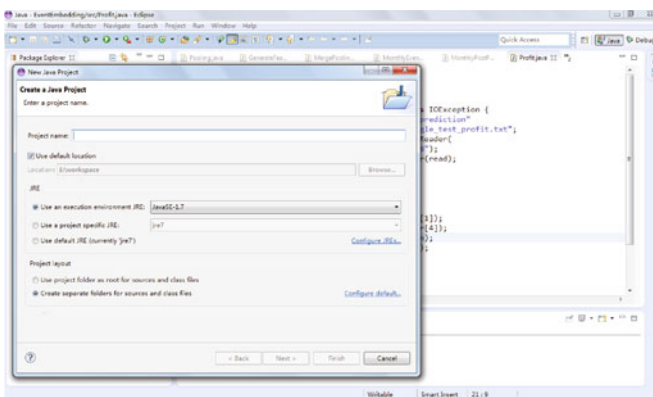 Java - EventEmbedding/src/Profit.java - Eclipse
File Edit Source Refactor Navigate Search Project Run Window Help
Quick Access
Java
Debu
Package Explorer
Profit.java
New Java Project
Create a Java Project
Enter a project name.
Project name:
Use default location
Location: E:\workspace
Browse...
JRE
Use an execution environment JRE: JavaSE-1.7
Use a project specific JRE: jre7
Use default JRE (currently 'jre7')
Configure JREs...
Project layout
Use project folder as root for sources and class files
Create separate folders for sources and class files
Configure default...
IOException {
prediction"
gle_test_profit.txt";
Reader(
");
r(read);
[1]);
r[4]);
);
);
?
< Back
Next >
Finish
Cancel
Writable
Smart Insert
21 : 9